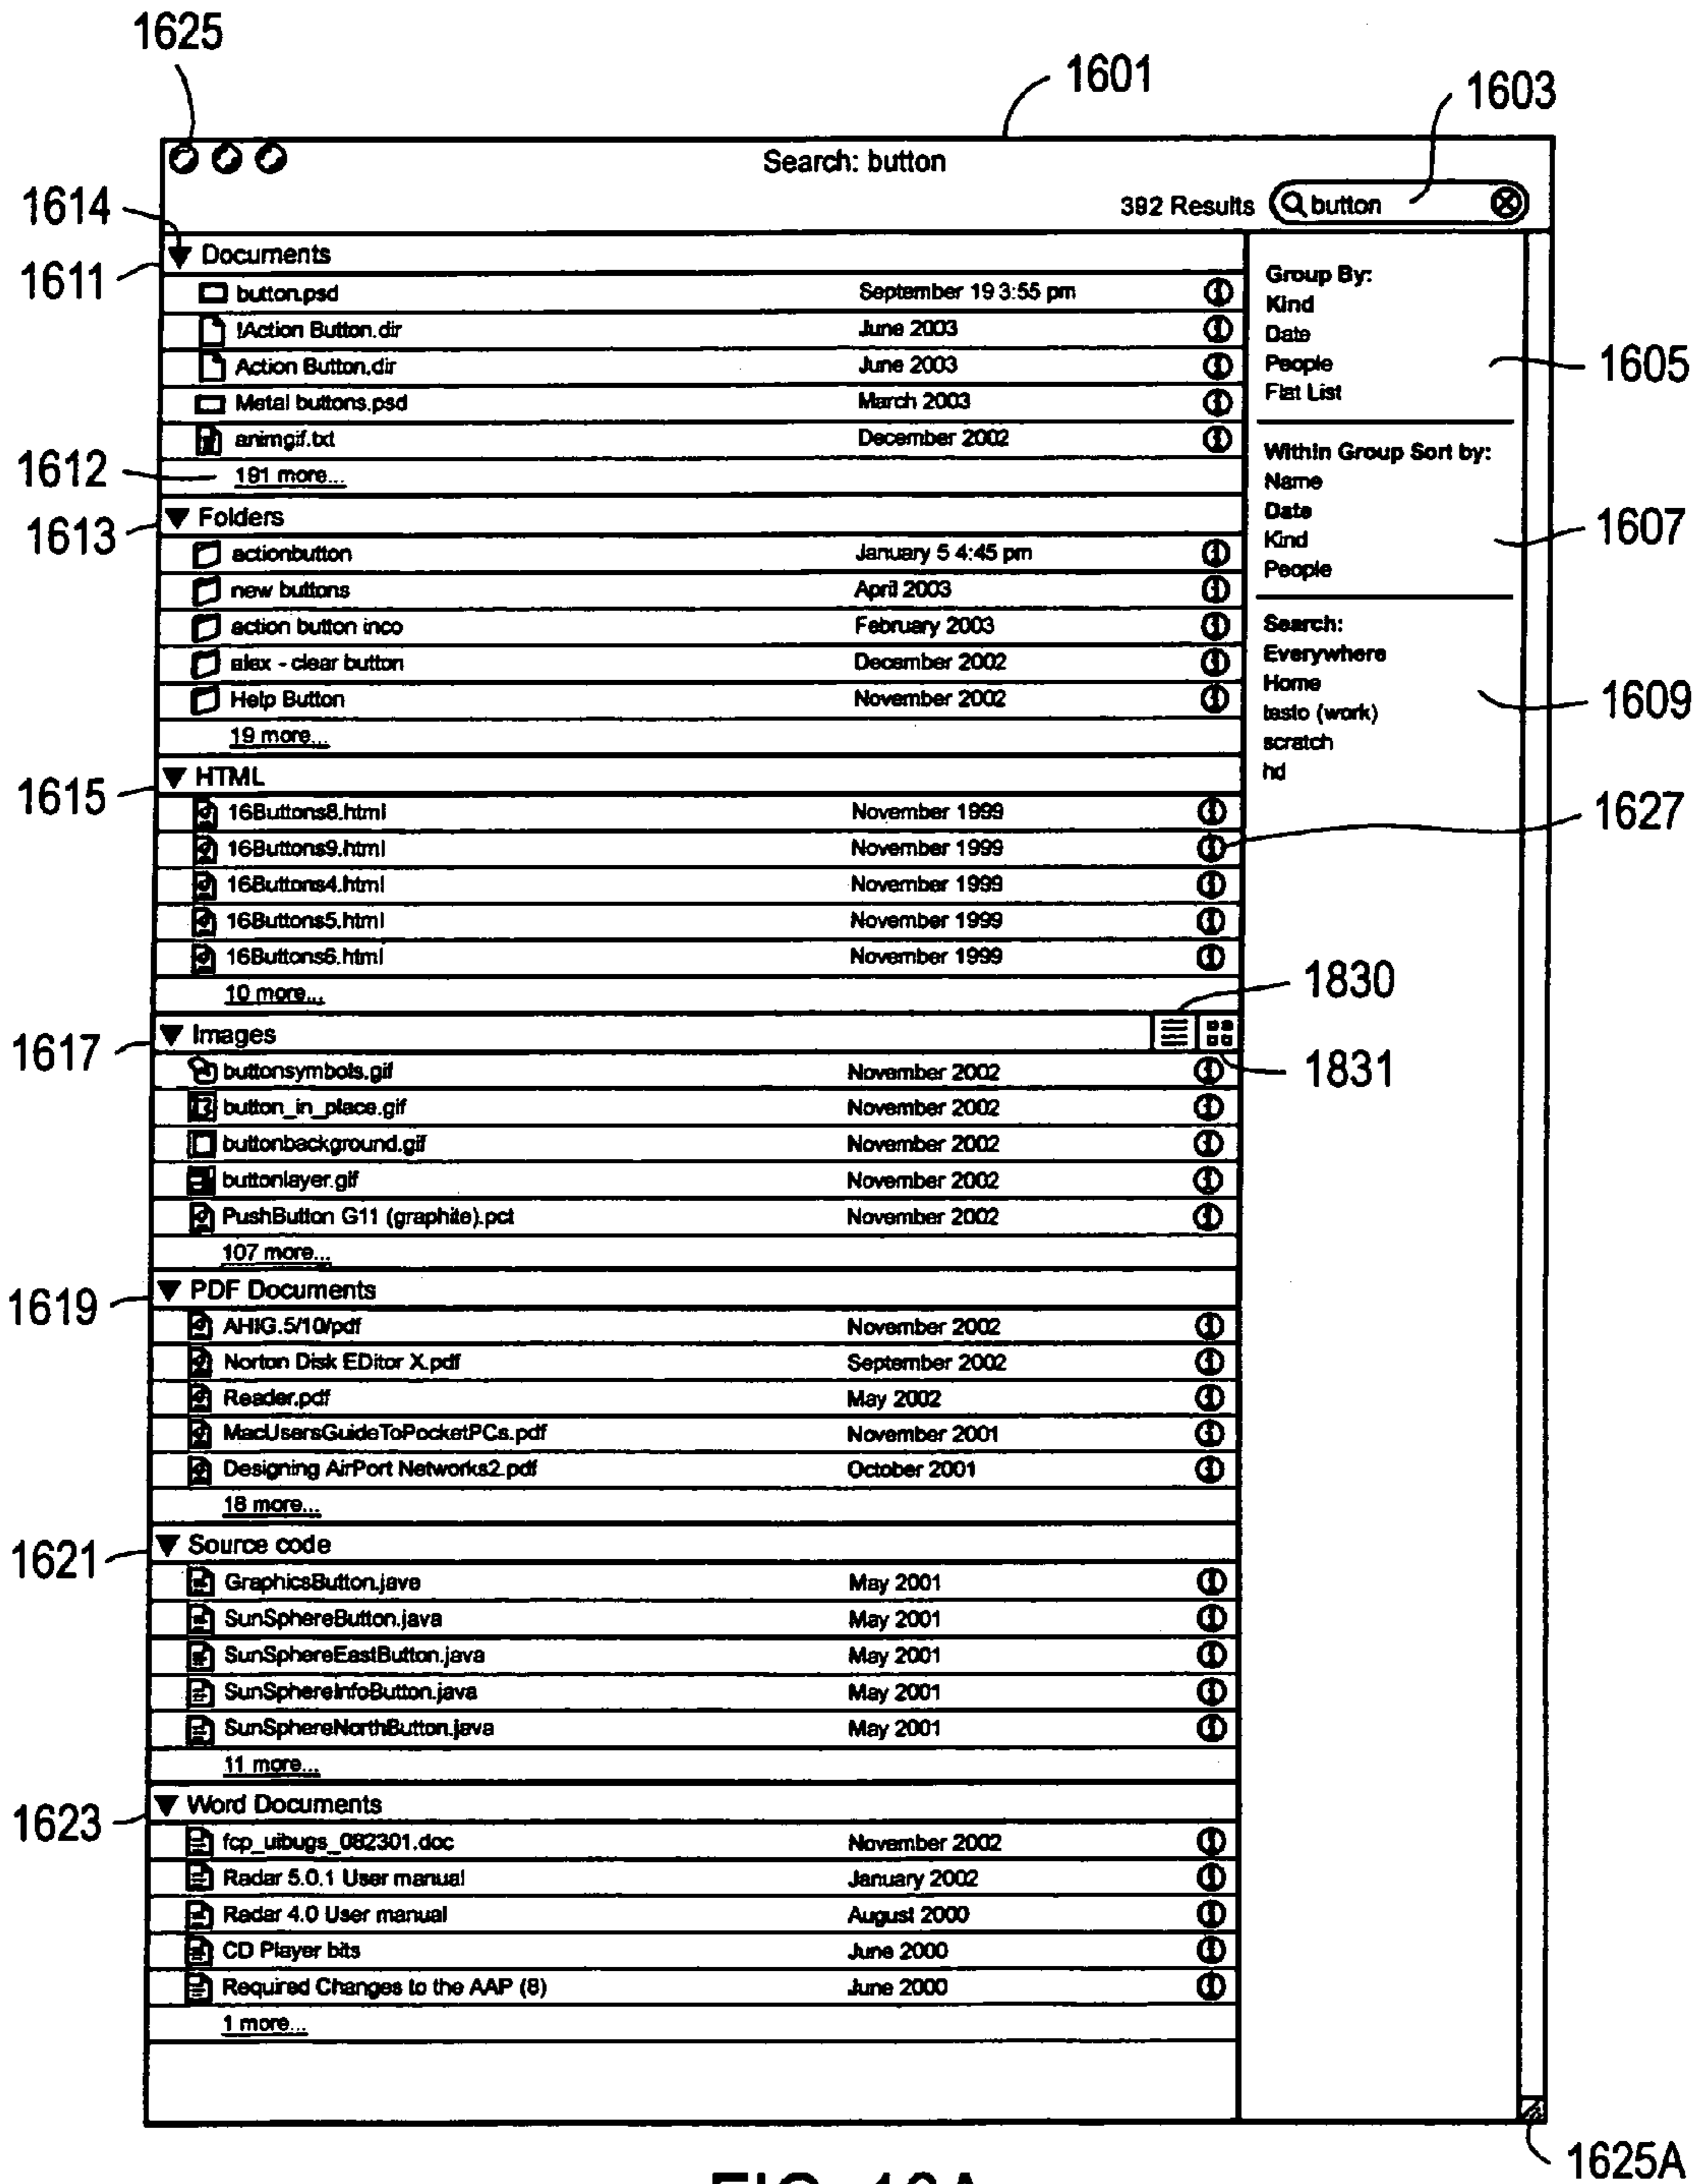 1625
1601
1603
Search: button
392 Results button
1614
1611
Documents
button.psd September 19 3:55 pm
!Action Button.dir June 2003
Action Button.dir June 2003
Metal buttons.psd March 2003
animgif.txt December 2002
1612
191 more...
Group By:
Kind
Date
People
Flat List
1605
Within Group Sort by:
Name
Date
Kind
People
1607
Search:
Everywhere
Home
testo (work)
scratch
hd
1609
1613
Folders
actionbutton January 5 4:45 pm
new buttons April 2003
action button inco February 2003
alex - clear button December 2002
Help Button November 2002
19 more...
1615
HTML
16Buttons8.html November 1999
16Buttons9.html November 1999
1627
16Buttons4.html November 1999
16Buttons5.html November 1999
16Buttons6.html November 1999
10 more...
1830
1617
Images
1831
buttonsymbols.gif November 2002
button_in_place.gif November 2002
buttonbackground.gif November 2002
buttonlayer.gif November 2002
PushButton G11 (graphite).pct November 2002
107 more...
1619
PDF Documents
AHIG.5/10/pdf November 2002
Norton Disk EDitor X.pdf September 2002
Reader.pdf May 2002
MacUsersGuideToPocketPCs.pdf November 2001
Designing AirPort Networks2.pdf October 2001
18 more...
1621
Source code
GraphicsButton.java May 2001
SunSphereButton.java May 2001
SunSphereEastButton.java May 2001
SunSphereInfoButton.java May 2001
SunSphereNorthButton.java May 2001
11 more...
1623
Word Documents
fcp_uibugs_082301.doc November 2002
Radar 5.0.1 User manual January 2002
Radar 4.0 User manual August 2000
CD Player bits June 2000
Required Changes to the AAP (8) June 2000
1 more...
1625A